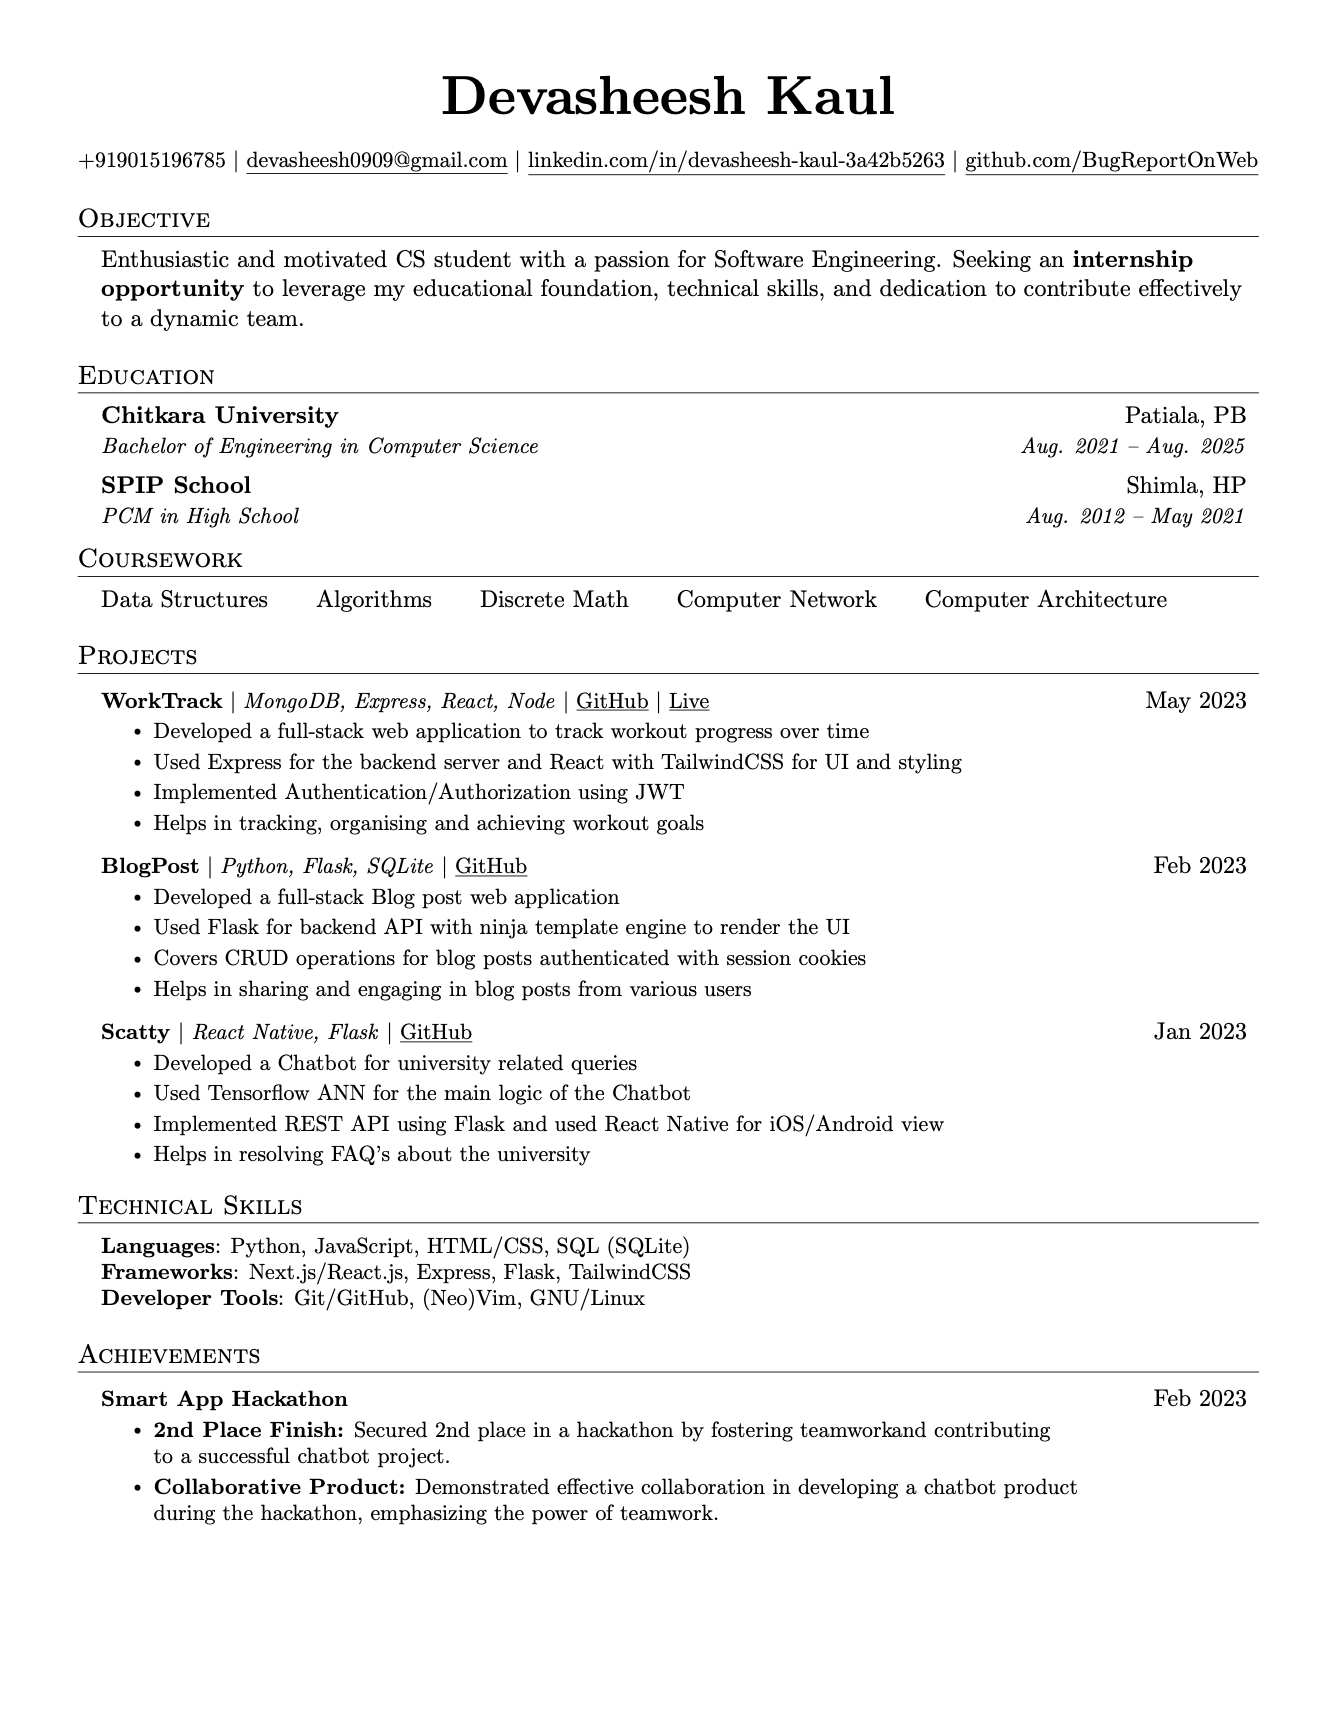 Devasheesh Kaul
+919015196785 | devasheesh0909@gmail.com | linkedin.com/in/devasheesh-kaul-3a42b5263 | github.com/BugReportOnWeb
Objective
Enthusiastic and motivated CS student with a passion for Software Engineering. Seeking an internship
opportunity to leverage my educational foundation, technical skills, and dedication to contribute effectively
to a dynamic team.
Education
Chitkara University Patiala, PB
Bachelor of Engineering in Computer Science Aug. 2021 – Aug. 2025
SPIP School Shimla, HP
PCM in High School Aug. 2012 – May 2021
Coursework
Data Structures Algorithms Discrete Math Computer Network Computer Architecture
Projects
WorkTrack | MongoDB, Express, React, Node | GitHub | Live May 2023
• Developed a full-stack web application to track workout progress over time
• Used Express for the backend server and React with TailwindCSS for UI and styling
• Implemented Authentication/Authorization using JWT
• Helps in tracking, organising and achieving workout goals
BlogPost | Python, Flask, SQLite | GitHub Feb 2023
• Developed a full-stack Blog post web application
• Used Flask for backend API with ninja template engine to render the UI
• Covers CRUD operations for blog posts authenticated with session cookies
• Helps in sharing and engaging in blog posts from various users
Scatty | React Native, Flask | GitHub Jan 2023
• Developed a Chatbot for university related queries
• Used Tensorflow ANN for the main logic of the Chatbot
• Implemented REST API using Flask and used React Native for iOS/Android view
• Helps in resolving FAQ's about the university
Technical Skills
Languages: Python, JavaScript, HTML/CSS, SQL (SQLite)
Frameworks: Next.js/React.js, Express, Flask, TailwindCSS
Developer Tools: Git/GitHub, (Neo)Vim, GNU/Linux
Achievements
Smart App Hackathon Feb 2023
• 2nd Place Finish: Secured 2nd place in a hackathon by fostering teamworkand contributing
to a successful chatbot project.
• Collaborative Product: Demonstrated effective collaboration in developing a chatbot product
during the hackathon, emphasizing the power of teamwork.